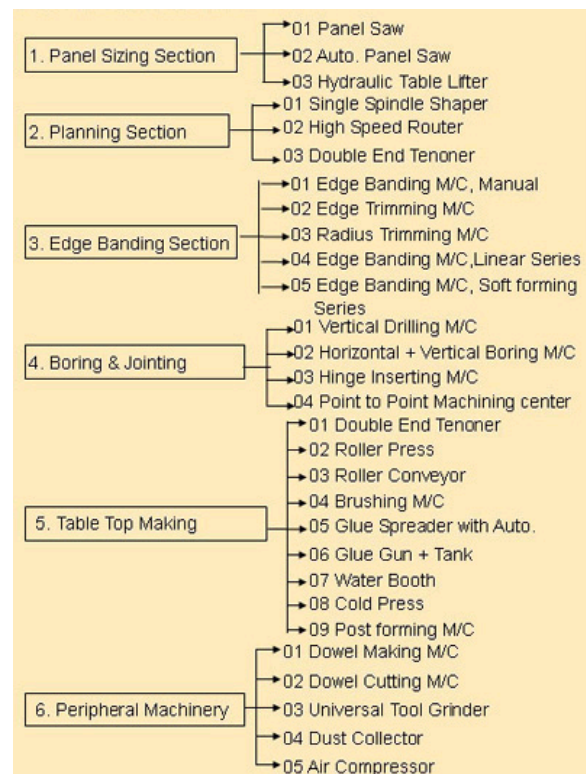 1. Panel Sizing Section
01 Panel Saw
02 Auto. Panel Saw
03 Hydraulic Table Lifter
2. Planning Section
01 Single Spindle Shaper
02 High Speed Router
03 Double End Tenoner
3. Edge Banding Section
01 Edge Banding M/C, Manual
02 Edge Trimming M/C
03 Radius Trimming M/C
04 Edge Banding M/C,Linear Series
05 Edge Banding M/C, Soft forming
Series
4. Boring & Jointing
01 Vertical Drilling M/C
02 Horizontal + Vertical Boring M/C
03 Hinge Inserting M/C
04 Point to Point Machining center
5. Table Top Making
01 Double End Tenoner
02 Roller Press
03 Roller Conveyor
04 Brushing M/C
05 Glue Spreader with Auto.
06 Glue Gun + Tank
07 Water Booth
08 Cold Press
09 Post forming M/C
6. Peripheral Machinery
01 Dowel Making M/C
02 Dowel Cutting M/C
03 Universal Tool Grinder
04 Dust Collector
05 Air Compressor